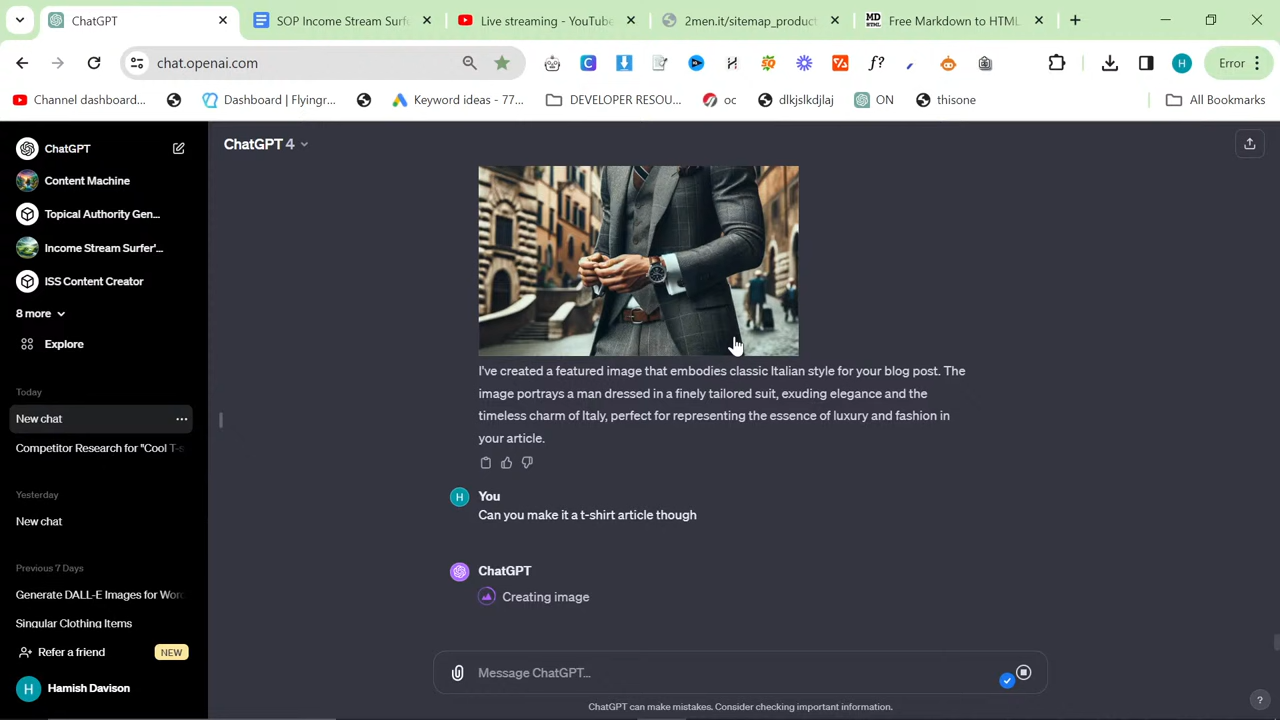 ChatGPT
SOP Income Stream Surf
Live streaming - YouTube
2men.it/sitemap_product
MD
HTML
Free Markdown to HTML
chat.openai.com
Error
Channel dashboard...
Dashboard | Flyingr...
Keyword ideas - 77...
DEVELOPER RESOU...
oc
dlkjslkdjlaj
ON
thisone
All Bookmarks
ChatGPT
Content Machine
Topical Authority Gen...
Income Stream Surfer'...
ISS Content Creator
8 more
Explore
Today
New chat
Competitor Research for "Cool T-s
Yesterday
New chat
Previous 7 Days
Generate DALL-E Images for Wor
Singular Clothing Items
Refer a friend
NEW
H
Hamish Davison
ChatGPT 4
I've created a featured image that embodies classic Italian style for your blog post. The
image portrays a man dressed in a finely tailored suit, exuding elegance and the
timeless charm of Italy, perfect for representing the essence of luxury and fashion in
your article.
H
You
Can you make it a t-shirt article though
ChatGPT
Creating image
Message ChatGPT...
ChatGPT can make mistakes. Consider checking important information.
?